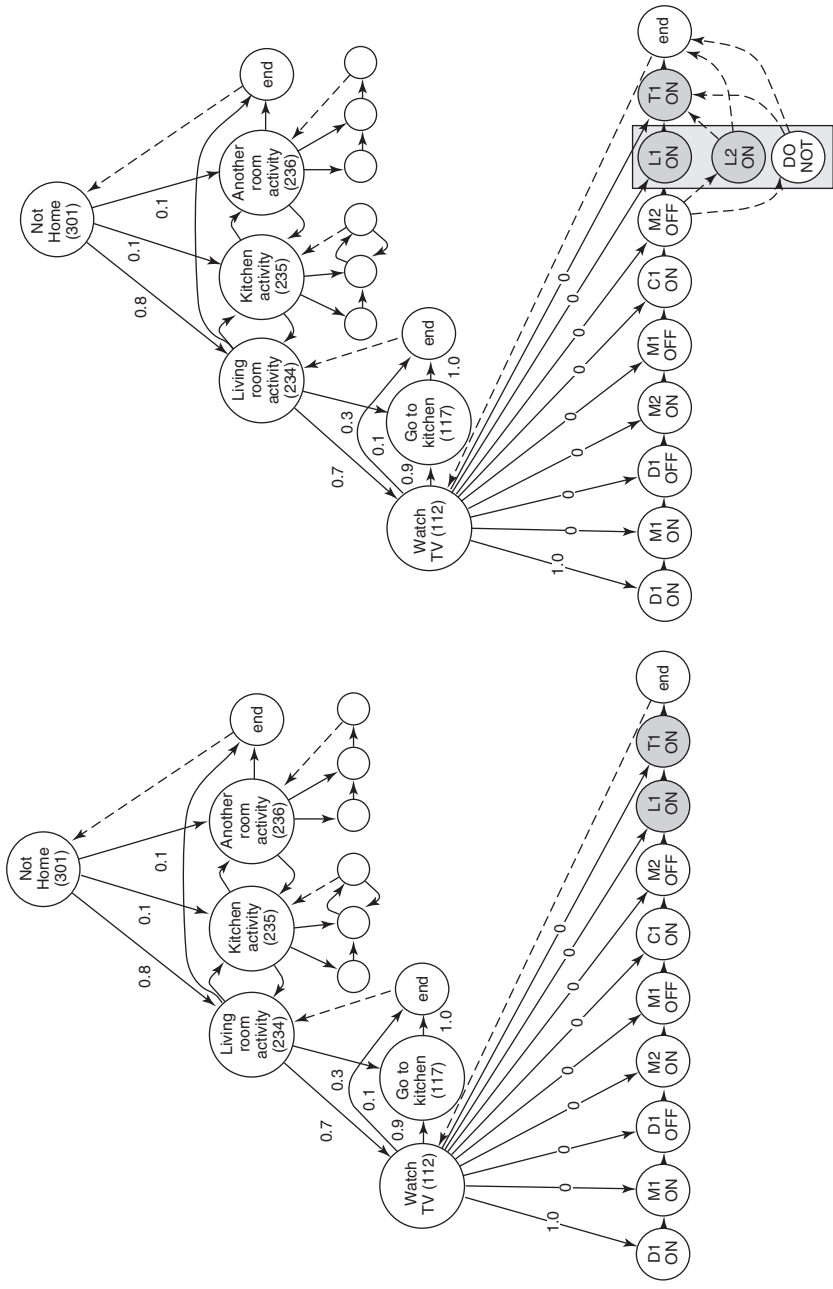 Not
Home
(301)
0.8
0.1
0.1
Living
room
activity
(234)
Kitchen
activity
(235)
Another
room
activity
(236)
end
0.7
0.1
0.3
Watch
TV (112)
0.9
Go to
kitchen
(117)
1.0
end
1.0
0
0
0
0
0
0
0
0
D1
ON
M1
ON
D1
OFF
M2
ON
M1
OFF
C1
ON
M2
OFF
L1
ON
T1
ON
end
L2
ON
DO
NOT
Not
Home
(301)
0.8
0.1
0.1
Living
room
activity
(234)
Kitchen
activity
(235)
Another
room
activity
(236)
end
0.7
0.1
0.3
Watch
TV (112)
0.9
Go to
kitchen
(117)
1.0
end
1.0
0
0
0
0
0
0
0
0
D1
ON
M1
ON
D1
OFF
M2
ON
M1
OFF
C1
ON
M2
OFF
L1
ON
T1
ON
end